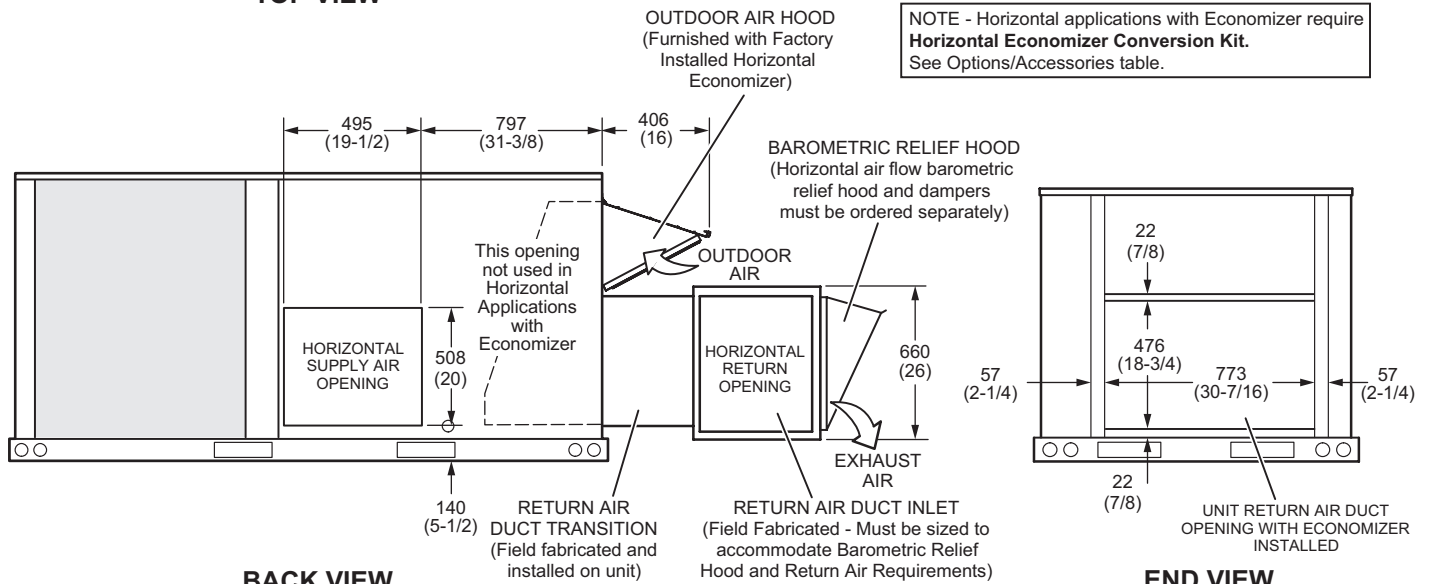 OUTDOOR AIR HOOD
(Furnished with Factory
Installed Horizontal
Economizer)
NOTE - Horizontal applications with Economizer require
Horizontal Economizer Conversion Kit.
See Options/Accessories table.
495
(19-1/2)
797
(31-3/8)
406
(16)
BAROMETRIC RELIEF HOOD
(Horizontal air flow barometric
relief hood and dampers
must be ordered separately)
This opening
not used in
Horizontal
Applications
with
Economizer
OUTDOOR
AIR
HORIZONTAL
SUPPLY AIR
OPENING
508
(20)
HORIZONTAL
RETURN
OPENING
660
(26)
EXHAUST
AIR
140
(5-1/2)
RETURN AIR
DUCT TRANSITION
(Field fabricated and
installed on unit)
RETURN AIR DUCT INLET
(Field Fabricated - Must be sized to
accommodate Barometric Relief
Hood and Return Air Requirements)
22
(7/8)
476
(18-3/4)
773
(30-7/16)
57
(2-1/4)
57
(2-1/4)
22
(7/8)
UNIT RETURN AIR DUCT
OPENING WITH ECONOMIZER
INSTALLED
BACK VIEW
END VIEW